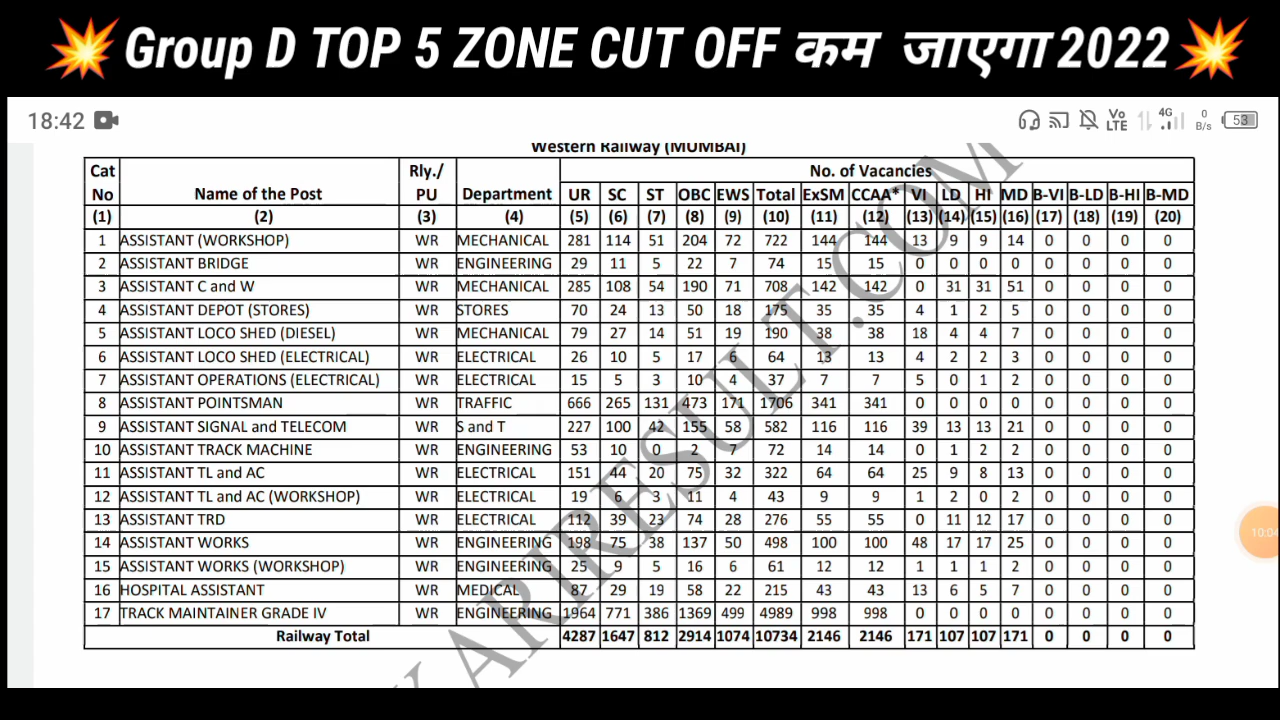 💥Group D TOP 5 ZONE CUT OFF कम जाएगा 2022💥
18:42 Vo LTE 4G 0 B/s 53
Western Railway (MUMBAI)
Cat No Name of the Post Rly./ PU Department No. of Vacancies
UR SC ST OBC EWS Total ExSM CCAA* VI LD HI MD B-VI B-LD B-HI B-MD
(1) (2) (3) (4) (5) (6) (7) (8) (9) (10) (11) (12) (13) (14) (15) (16) (17) (18) (19) (20)
1 ASSISTANT (WORKSHOP) WR MECHANICAL 281 114 51 204 72 722 144 144 13 9 9 14 0 0 0 0
2 ASSISTANT BRIDGE WR ENGINEERING 29 11 5 22 7 74 15 15 0 0 0 0 0 0 0 0
3 ASSISTANT C and W WR MECHANICAL 285 108 54 190 71 708 142 142 0 31 31 51 0 0 0 0
4 ASSISTANT DEPOT (STORES) WR STORES 70 24 13 50 18 175 35 35 4 1 2 5 0 0 0 0
5 ASSISTANT LOCO SHED (DIESEL) WR MECHANICAL 79 27 14 51 19 190 38 38 18 4 4 7 0 0 0 0
6 ASSISTANT LOCO SHED (ELECTRICAL) WR ELECTRICAL 26 10 5 17 6 64 13 13 4 2 2 3 0 0 0 0
7 ASSISTANT OPERATIONS (ELECTRICAL) WR ELECTRICAL 15 5 3 10 4 37 7 7 5 0 1 2 0 0 0 0
8 ASSISTANT POINTSMAN WR TRAFFIC 666 265 131 473 171 1706 341 341 0 0 0 0 0 0 0 0
9 ASSISTANT SIGNAL and TELECOM WR S and T 227 100 42 155 58 582 116 116 39 13 13 21 0 0 0 0
10 ASSISTANT TRACK MACHINE WR ENGINEERING 53 10 0 2 7 72 14 14 0 1 2 2 0 0 0 0
11 ASSISTANT TL and AC WR ELECTRICAL 151 44 20 75 32 322 64 64 25 9 8 13 0 0 0 0
12 ASSISTANT TL and AC (WORKSHOP) WR ELECTRICAL 19 6 3 11 4 43 9 9 1 2 0 2 0 0 0 0
13 ASSISTANT TRD WR ELECTRICAL 112 39 23 74 28 276 55 55 0 11 12 17 0 0 0 0
14 ASSISTANT WORKS WR ENGINEERING 198 75 38 137 50 498 100 100 48 17 17 25 0 0 0 0
15 ASSISTANT WORKS (WORKSHOP) WR ENGINEERING 25 9 5 16 6 61 12 12 1 1 1 2 0 0 0 0
16 HOSPITAL ASSISTANT WR MEDICAL 87 29 19 58 22 215 43 43 13 6 5 7 0 0 0 0
17 TRACK MAINTAINER GRADE IV WR ENGINEERING 1964 771 386 1369 499 4989 998 998 0 0 0 0 0 0 0 0
Railway Total 4287 1647 812 2914 1074 10734 2146 2146 171 107 107 171 0 0 0 0
10:04